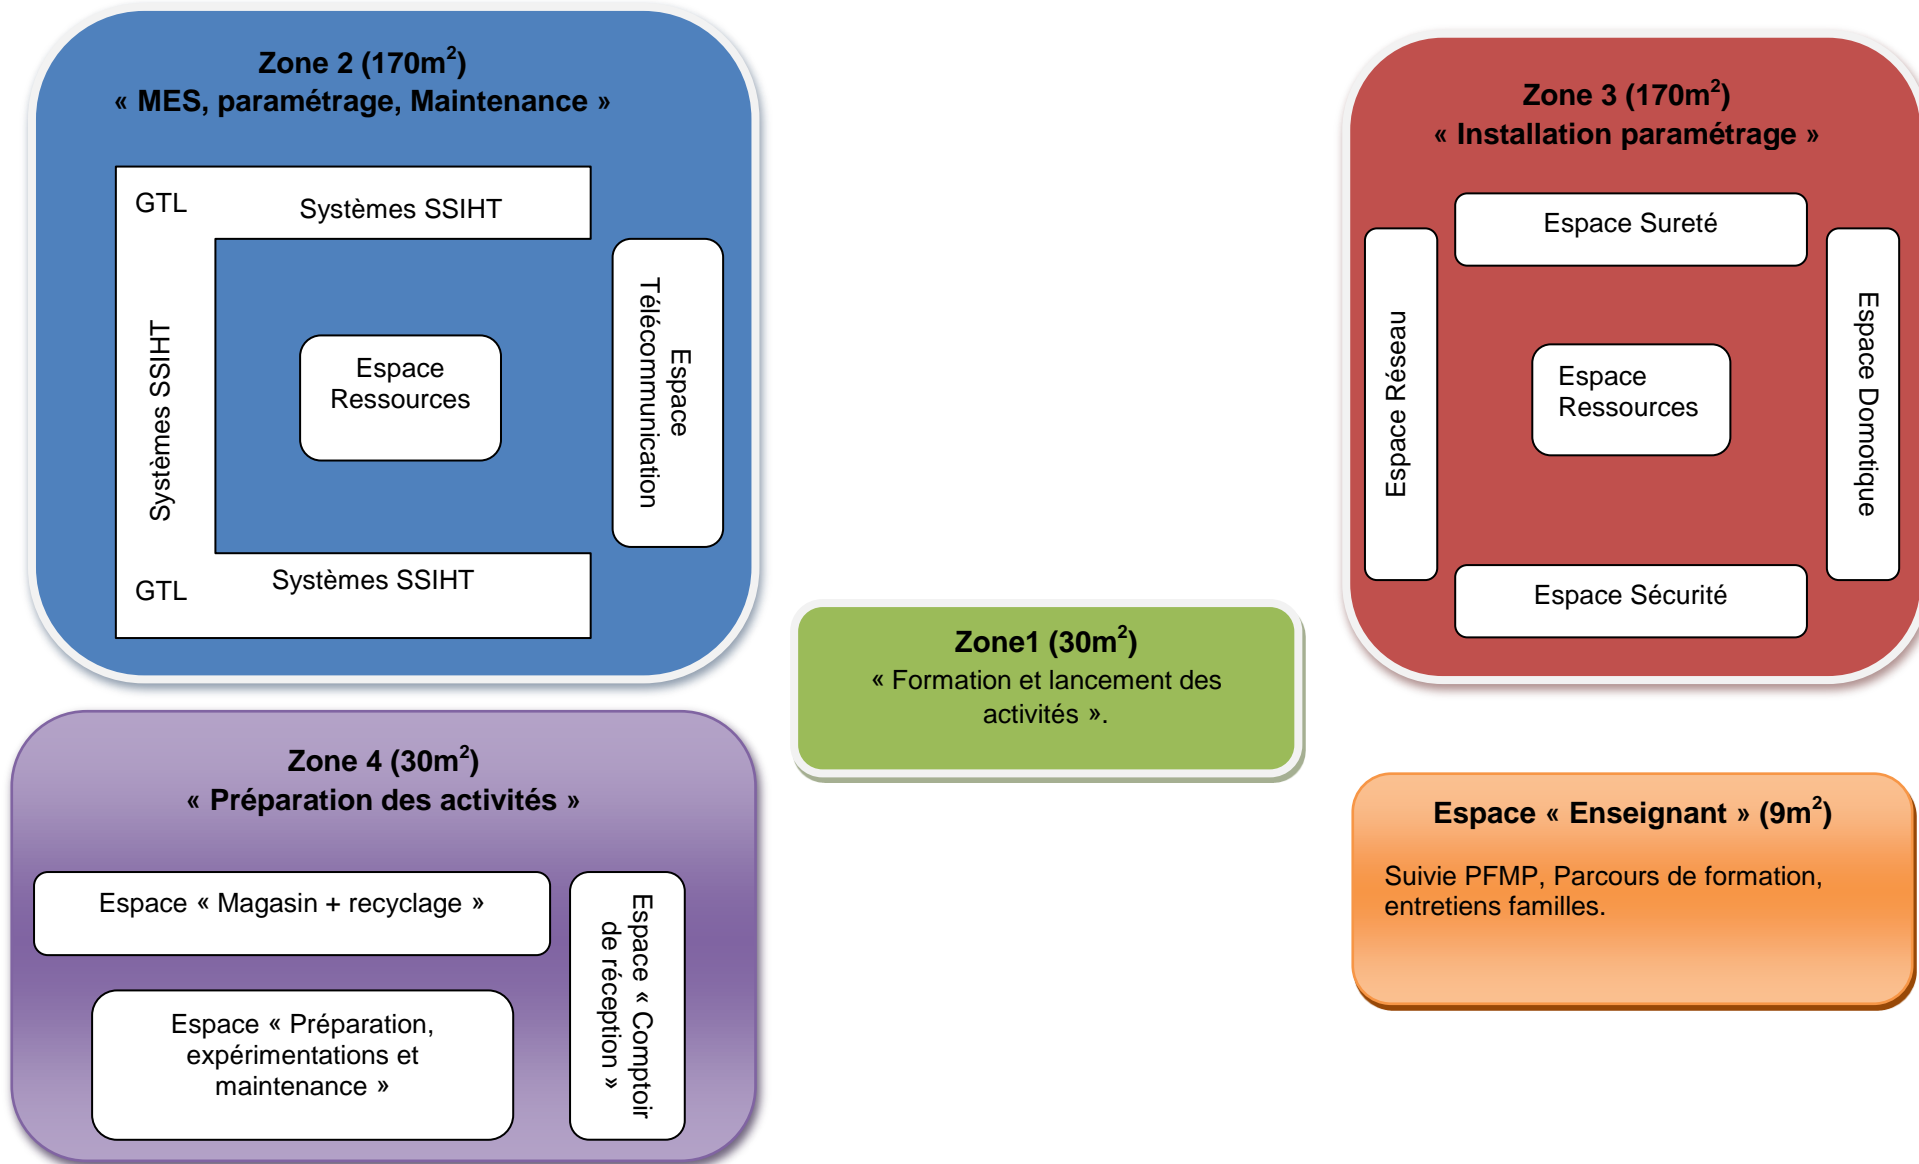 Zone 2 (170m²)
« MES, paramétrage, Maintenance »
GTL
Systèmes SSIHT
Systèmes SSIHT
Espace
Ressources
Espace
Télécommunication
GTL
Systèmes SSIHT
Zone 3 (170m²)
« Installation paramétrage »
Espace Sureté
Espace Réseau
Espace
Ressources
Espace Domotique
Espace Sécurité
Zone1 (30m²)
« Formation et lancement des
activités ».
Zone 4 (30m²)
« Préparation des activités »
Espace « Magasin + recyclage »
Espace « Comptoir
de réception »
Espace « Préparation,
expérimentations et
maintenance »
Espace « Enseignant » (9m²)
Suivie PFMP, Parcours de formation,
entretiens familles.